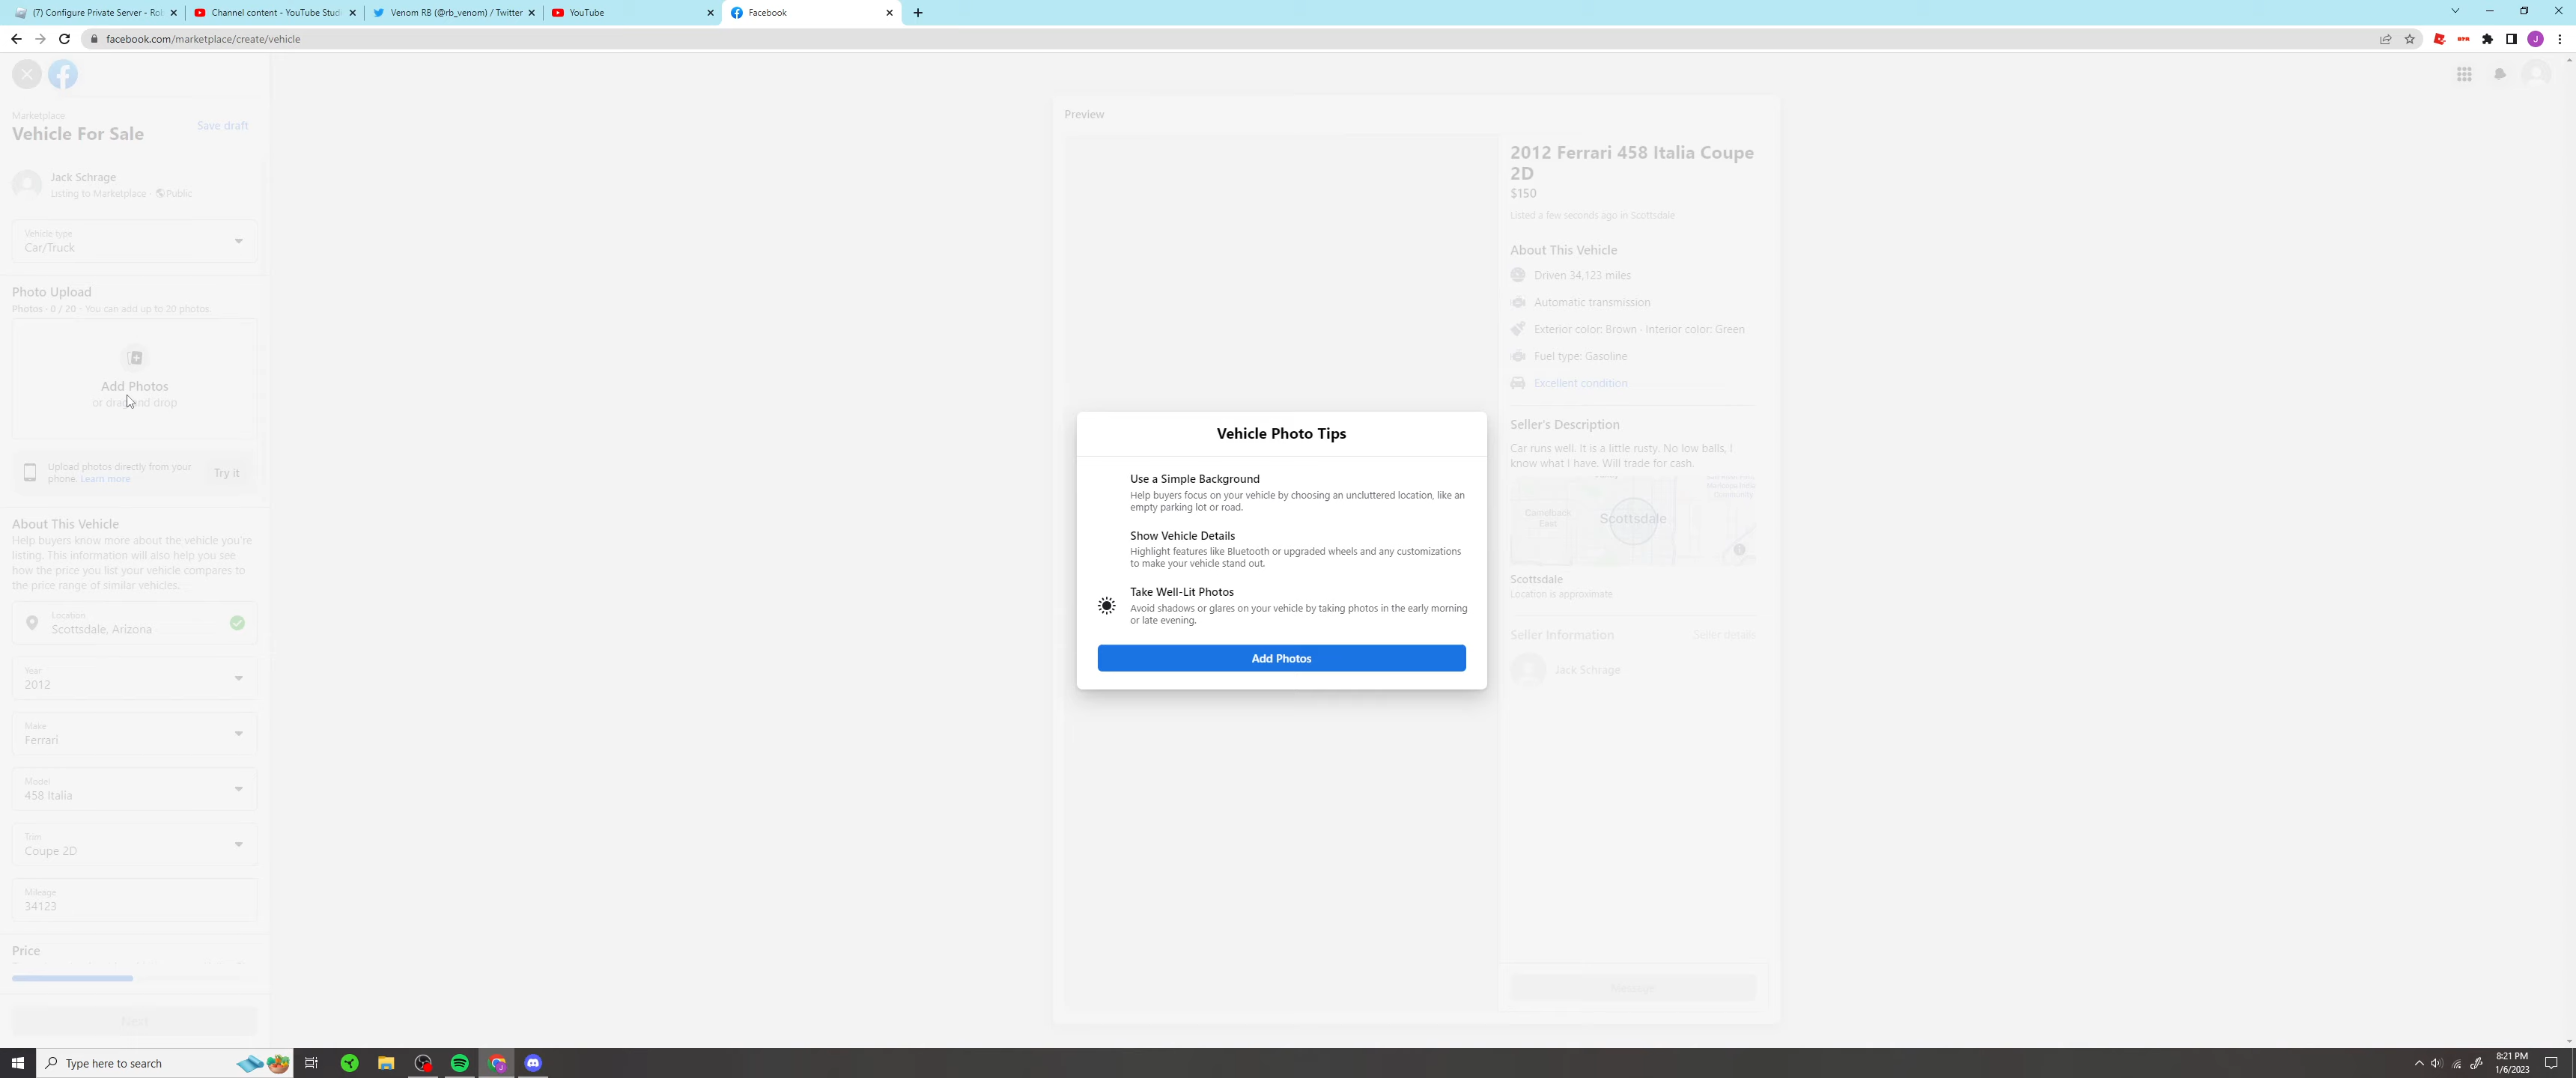 (7) Configure Private Server - Rob
Channel content - YouTube Studi
Venom RB (@rb_venom) / Twitter
YouTube
Facebook
facebook.com/marketplace/create/vehicle
J
Marketplace
Vehicle For Sale
Save draft
Jack Schrage
Listing to Marketplace · Public
Vehicle type
Car/Truck
Photo Upload
Photos · 0 / 20 - You can add up to 20 photos
Add Photos
or drag and drop
Upload photos directly from your
phone. Learn more
Try it
About This Vehicle
Help buyers know more about the vehicle you're
listing. This information will also help you see
how the price you list your vehicle compares to
the price range of similar vehicles.
Location
Scottsdale, Arizona
Year
2012
Make
Ferrari
Model
458 Italia
Trim
Coupe 2D
Mileage
34123
Price
Next
Preview
2012 Ferrari 458 Italia Coupe
2D
$150
Listed a few seconds ago in Scottsdale
About This Vehicle
Driven 34,123 miles
Automatic transmission
Exterior color: Brown · Interior color: Green
Fuel type: Gasoline
Excellent condition
Seller's Description
Car runs well. It is a little rusty. No low balls, I
know what I have. Will trade for cash.
Camelback
East
Scottsdale
Scottsdale
Location is approximate
Seller Information
Seller details
Jack Schrage
Message
Vehicle Photo Tips
Use a Simple Background
Help buyers focus on your vehicle by choosing an uncluttered location, like an
empty parking lot or road.
Show Vehicle Details
Highlight features like Bluetooth or upgraded wheels and any customizations
to make your vehicle stand out.
Take Well-Lit Photos
Avoid shadows or glares on your vehicle by taking photos in the early morning
or late evening.
Add Photos
Type here to search
8:21 PM
1/6/2023